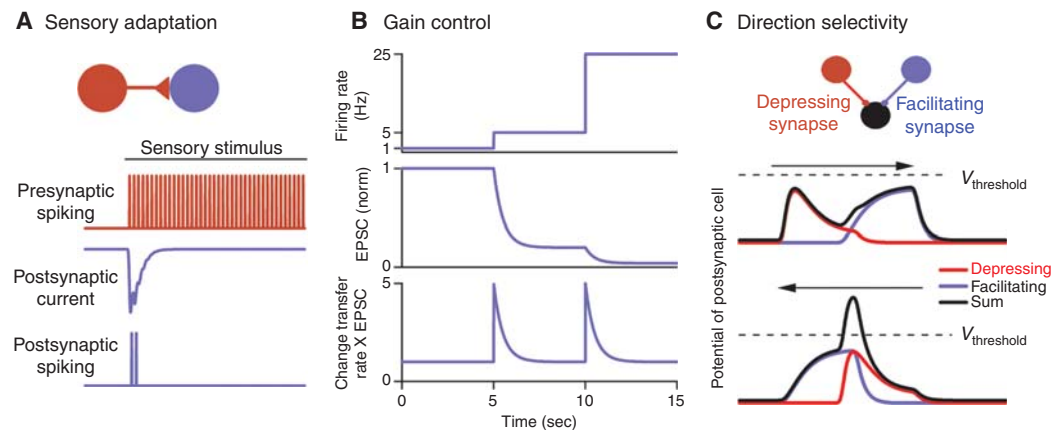 A Sensory adaptation
Sensory stimulus
Presynaptic
spiking
Postsynaptic
current
Postsynaptic
spiking
B Gain control
Firing rate
(Hz)
25
5
1
EPSC (norm)
1
1
Change transfer
rate X EPSC
5
0
0
5
10
15
Time (sec)
C Direction selectivity
Depressing
synapse
Facilitating
synapse
Potential of postsynaptic cell
Vthreshold
Depressing
Facilitating
Sum
Vthreshold